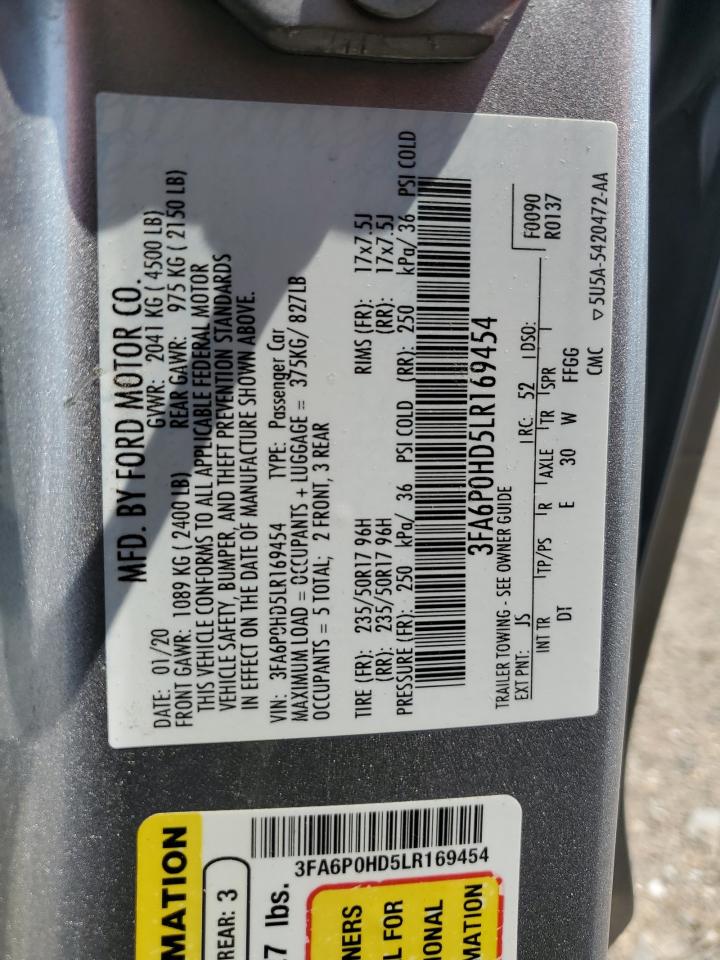 MFD. BY FORD MOTOR CO.
DATE: 01/20 GVWR: 2041 KG ( 4500 LB)
FRONT GAWR: 1089 KG ( 2400 LB) REAR GAWR: 975 KG ( 2150 LB)
THIS VEHICLE CONFORMS TO ALL APPLICABLE FEDERAL MOTOR
VEHICLE SAFETY, BUMPER, AND THEFT PREVENTION STANDARDS
IN EFFECT ON THE DATE OF MANUFACTURE SHOWN ABOVE.
VIN: 3FA6P0HD5LR169454 TYPE: Passenger Car
MAXIMUM LOAD = OCCUPANTS + LUGGAGE = 375KG/ 827LB
OCCUPANTS = 5 TOTAL; 2 FRONT, 3 REAR
TIRE (FR): 235/50R17 96H RIMS (FR): 17x7.5J
(RR): 235/50R17 96H (RR): 17x7.5J
PRESSURE (FR): 250 kPa/ 36 PSI COLD (RR): 250 kPa/ 36 PSI COLD
3FA6P0HD5LR169454
TRAILER TOWING - SEE OWNER GUIDE
F0090
R0137
EXT PNT: JS RC: 52 DSO:
INT TR TP/PS R AXLE TR SPR
DT E 30 W FFGG
CMC ▽5U5A-5420472-AA
MATION
REAR: 3
7 lbs.
3FA6P0HD5LR169454
NERS
L FOR
IONAL
MATION